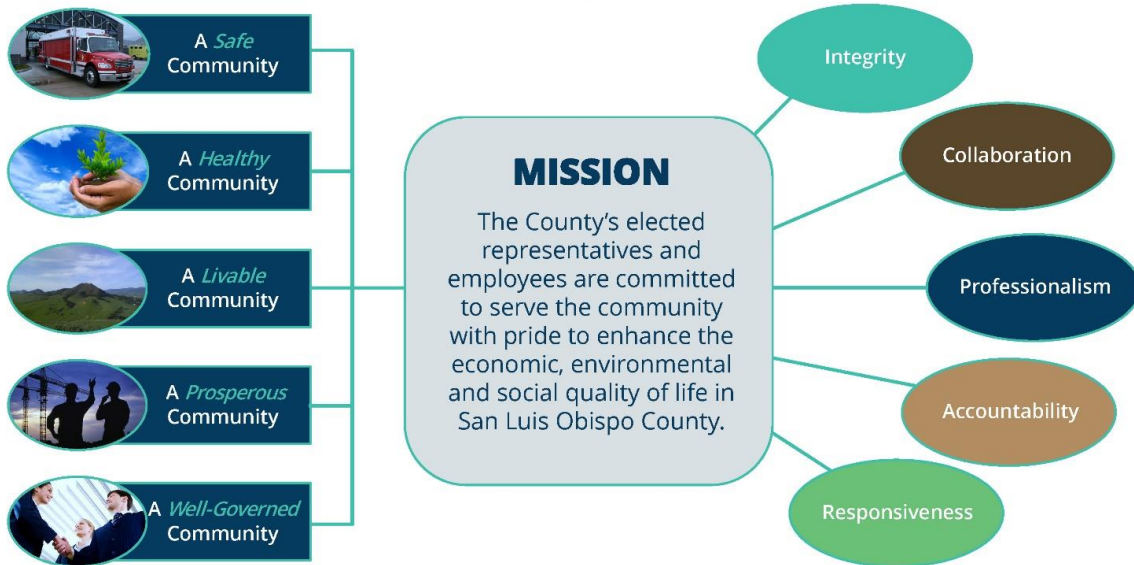 A Safe
Community
A Healthy
Community
A Livable
Community
A Prosperous
Community
A Well-Governed
Community
MISSION
The County’s elected
representatives and
employees are committed
to serve the community
with pride to enhance the
economic, environmental
and social quality of life in
San Luis Obispo County.
Integrity
Collaboration
Professionalism
Accountability
Responsiveness